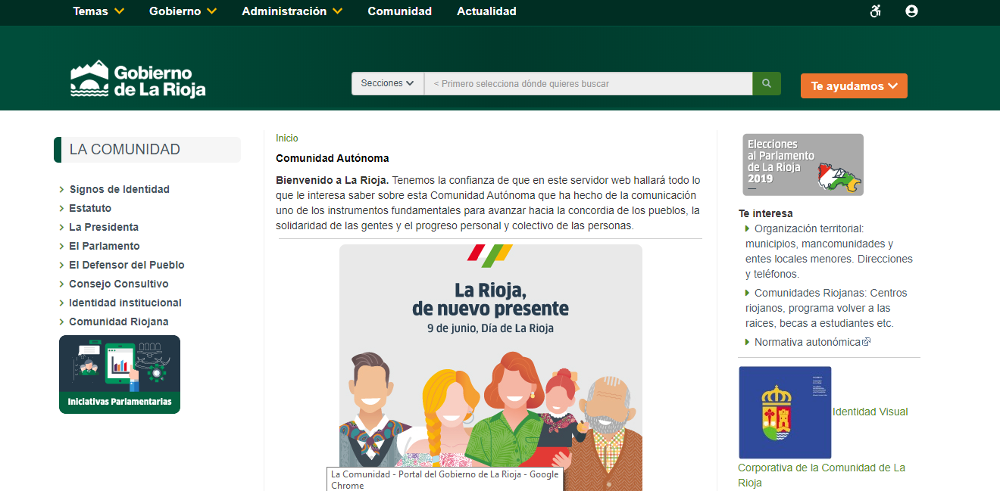 Temas
Gobierno
Administración
Comunidad
Actualidad
Gobierno
de La Rioja
Secciones
< Primero selecciona dónde quieres buscar
Te ayudamos
LA COMUNIDAD
Signos de Identidad
Estatuto
La Presidenta
El Parlamento
El Defensor del Pueblo
Consejo Consultivo
Identidad institucional
Comunidad Riojana
Iniciativas Parlamentarias
Inicio
Comunidad Autónoma
Bienvenido a La Rioja. Tenemos la confianza de que en este servidor web hallará todo lo
que le interesa saber sobre esta Comunidad Autónoma que ha hecho de la comunicación
uno de los instrumentos fundamentales para avanzar hacia la concordia de los pueblos, la
solidaridad de las gentes y el progreso personal y colectivo de las personas.
La Rioja,
de nuevo presente
9 de junio, Día de La Rioja
La Comunidad - Portal del Gobierno de La Rioja - Google
Chrome
Elecciones
al Parlamento
de La Rioja
2019
Te interesa
Organización territorial:
municipios, mancomunidades y
entes locales menores. Direcciones
y teléfonos.
Comunidades Riojanas: Centros
riojanos, programa volver a las
raices, becas a estudiantes etc.
Normativa autonómica
Identidad Visual
Corporativa de la Comunidad de La
Rioja